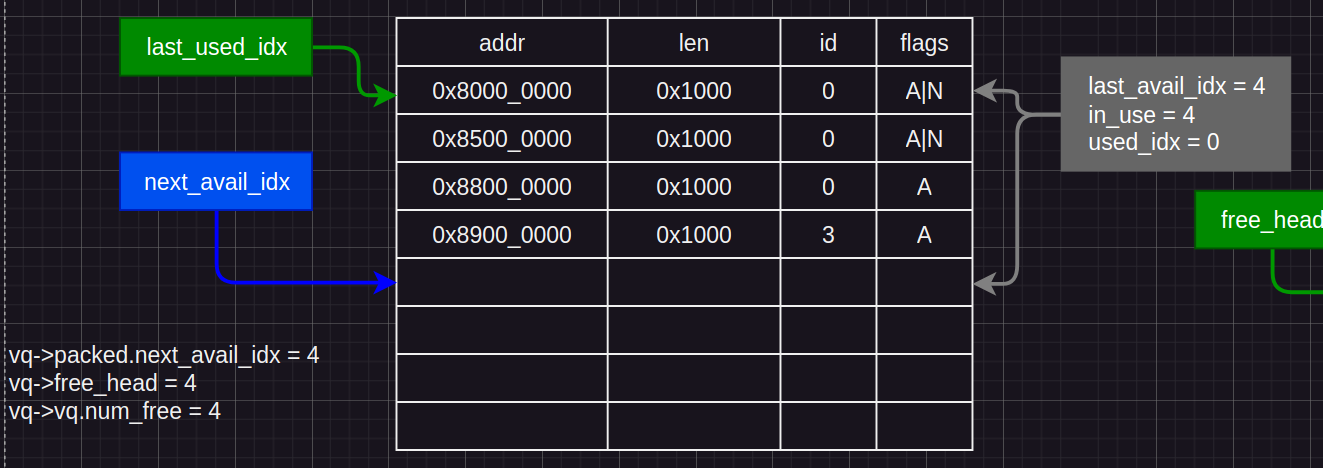 last_used_idx
next_avail_idx
addr len id flags
0x8000_0000 0x1000 0 A|N
0x8500_0000 0x1000 0 A|N
0x8800_0000 0x1000 0 A
0x8900_0000 0x1000 3 A
last_avail_idx = 4
in_use = 4
used_idx = 0
free_head
vq->packed.next_avail_idx = 4
vq->free_head = 4
vq->vq.num_free = 4